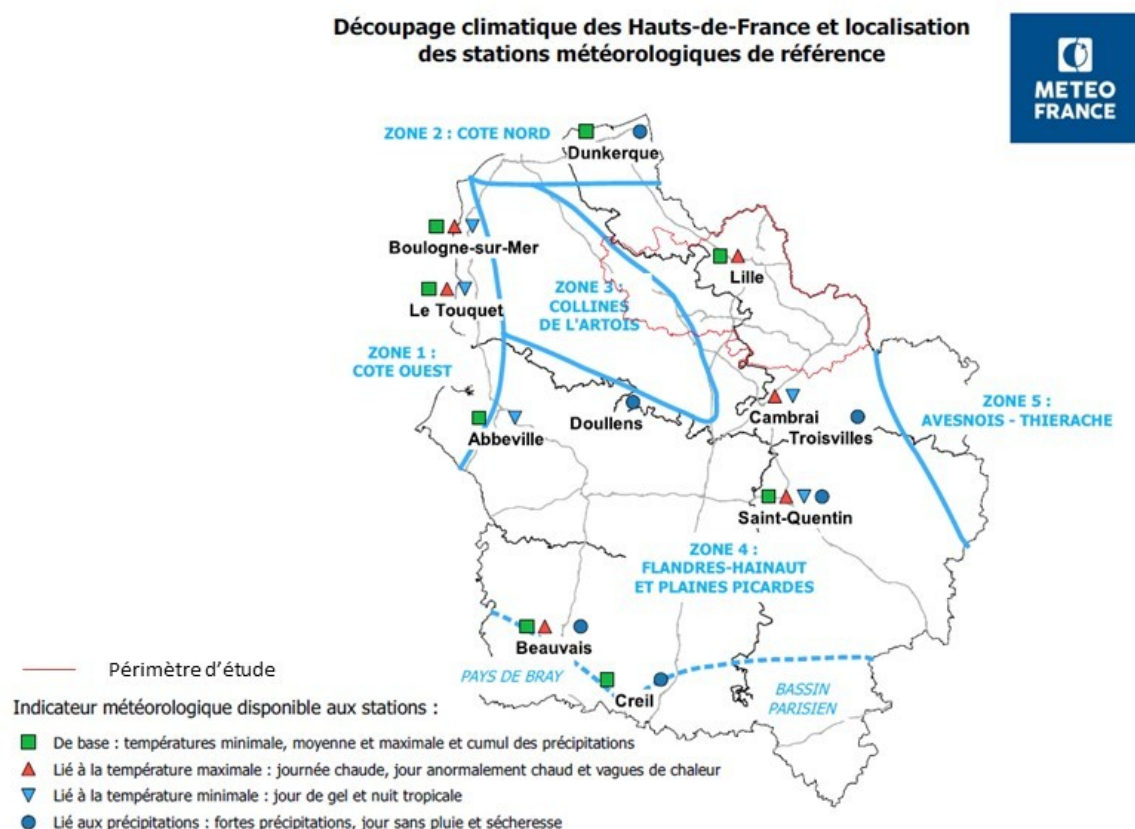 Découpage climatique des Hauts-de-France et localisation
des stations météorologiques de référence
METEO
FRANCE
ZONE 2 : COTE NORD
Dunkerque
Boulogne-sur-Mer
Lille
Le Touquet
ZONE 3 :
COLLINES
DE L'ARTOIS
ZONE 1 :
COTE OUEST
Abbeville
Doullens
Cambrai
Troisvilles
ZONE 5 :
AVESNOIS - THIERACHE
Saint-Quentin
ZONE 4 :
FLANDRES-HAINAUT
ET PLAINES PICARDES
Beauvais
PAYS DE BRAY
Creil
BASSIN
PARISIEN
Périmètre d'étude
Indicateur météorologique disponible aux stations :
De base : températures minimale, moyenne et maximale et cumul des précipitations
Lié à la température maximale : journée chaude, jour anormalement chaud et vagues de chaleur
Lié à la température minimale : jour de gel et nuit tropicale
Lié aux précipitations : fortes précipitations, jour sans pluie et sécheresse